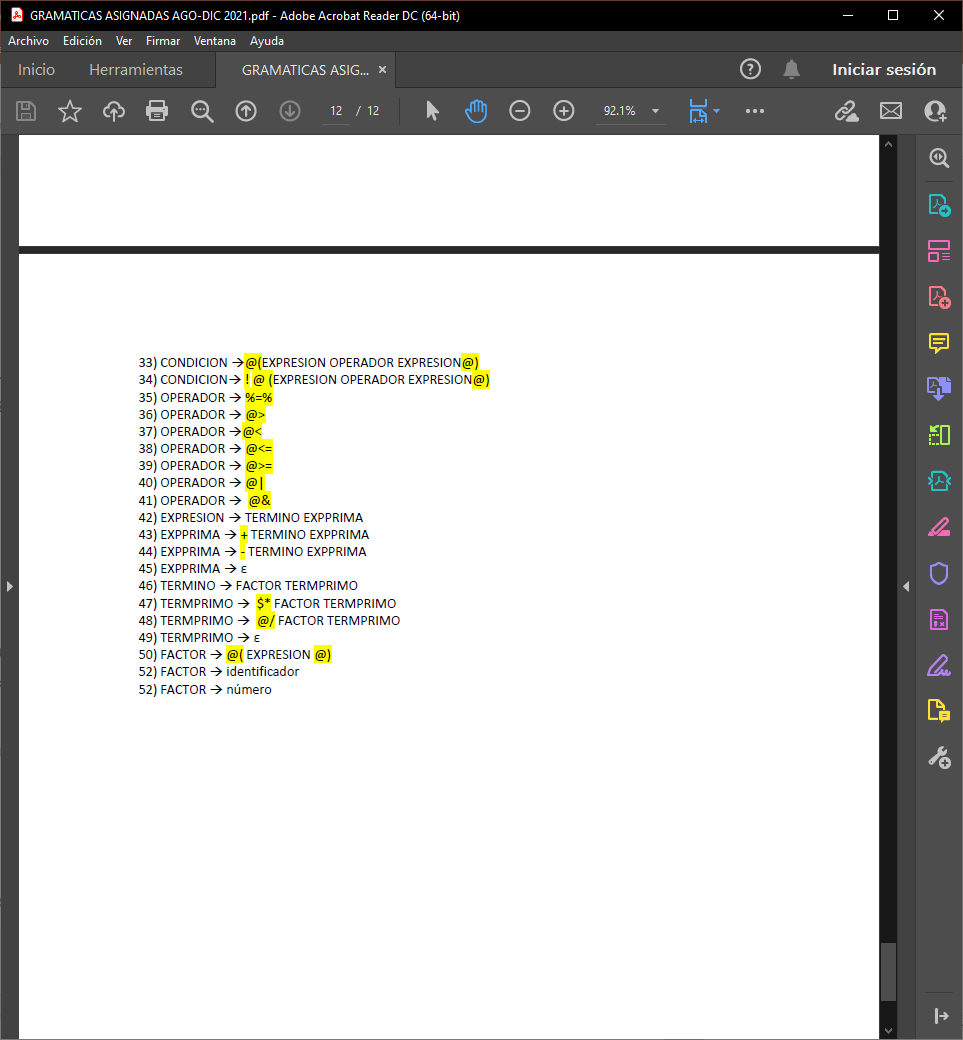 GRAMATICAS ASIGNADAS AGO-DIC 2021.pdf - Adobe Acrobat Reader DC (64-bit)
Archivo Edición Ver Firmar Ventana Ayuda
Inicio Herramientas GRAMATICAS ASIG... × Iniciar sesión
12 / 12 92.1%
33) CONDICION → @(EXPRESION OPERADOR EXPRESION@)
34) CONDICION→ ! @ (EXPRESION OPERADOR EXPRESION@)
35) OPERADOR → %=%
36) OPERADOR → @>
37) OPERADOR →@<
38) OPERADOR → @<=
39) OPERADOR → @>=
40) OPERADOR → @|
41) OPERADOR → @&
42) EXPRESION → TERMINO EXPPRIMA
43) EXPPRIMA → + TERMINO EXPPRIMA
44) EXPPRIMA → - TERMINO EXPPRIMA
45) EXPPRIMA → ε
46) TERMINO → FACTOR TERMPRIMO
47) TERMPRIMO → $* FACTOR TERMPRIMO
48) TERMPRIMO → @/ FACTOR TERMPRIMO
49) TERMPRIMO → ε
50) FACTOR → @( EXPRESION @)
52) FACTOR → identificador
52) FACTOR → número